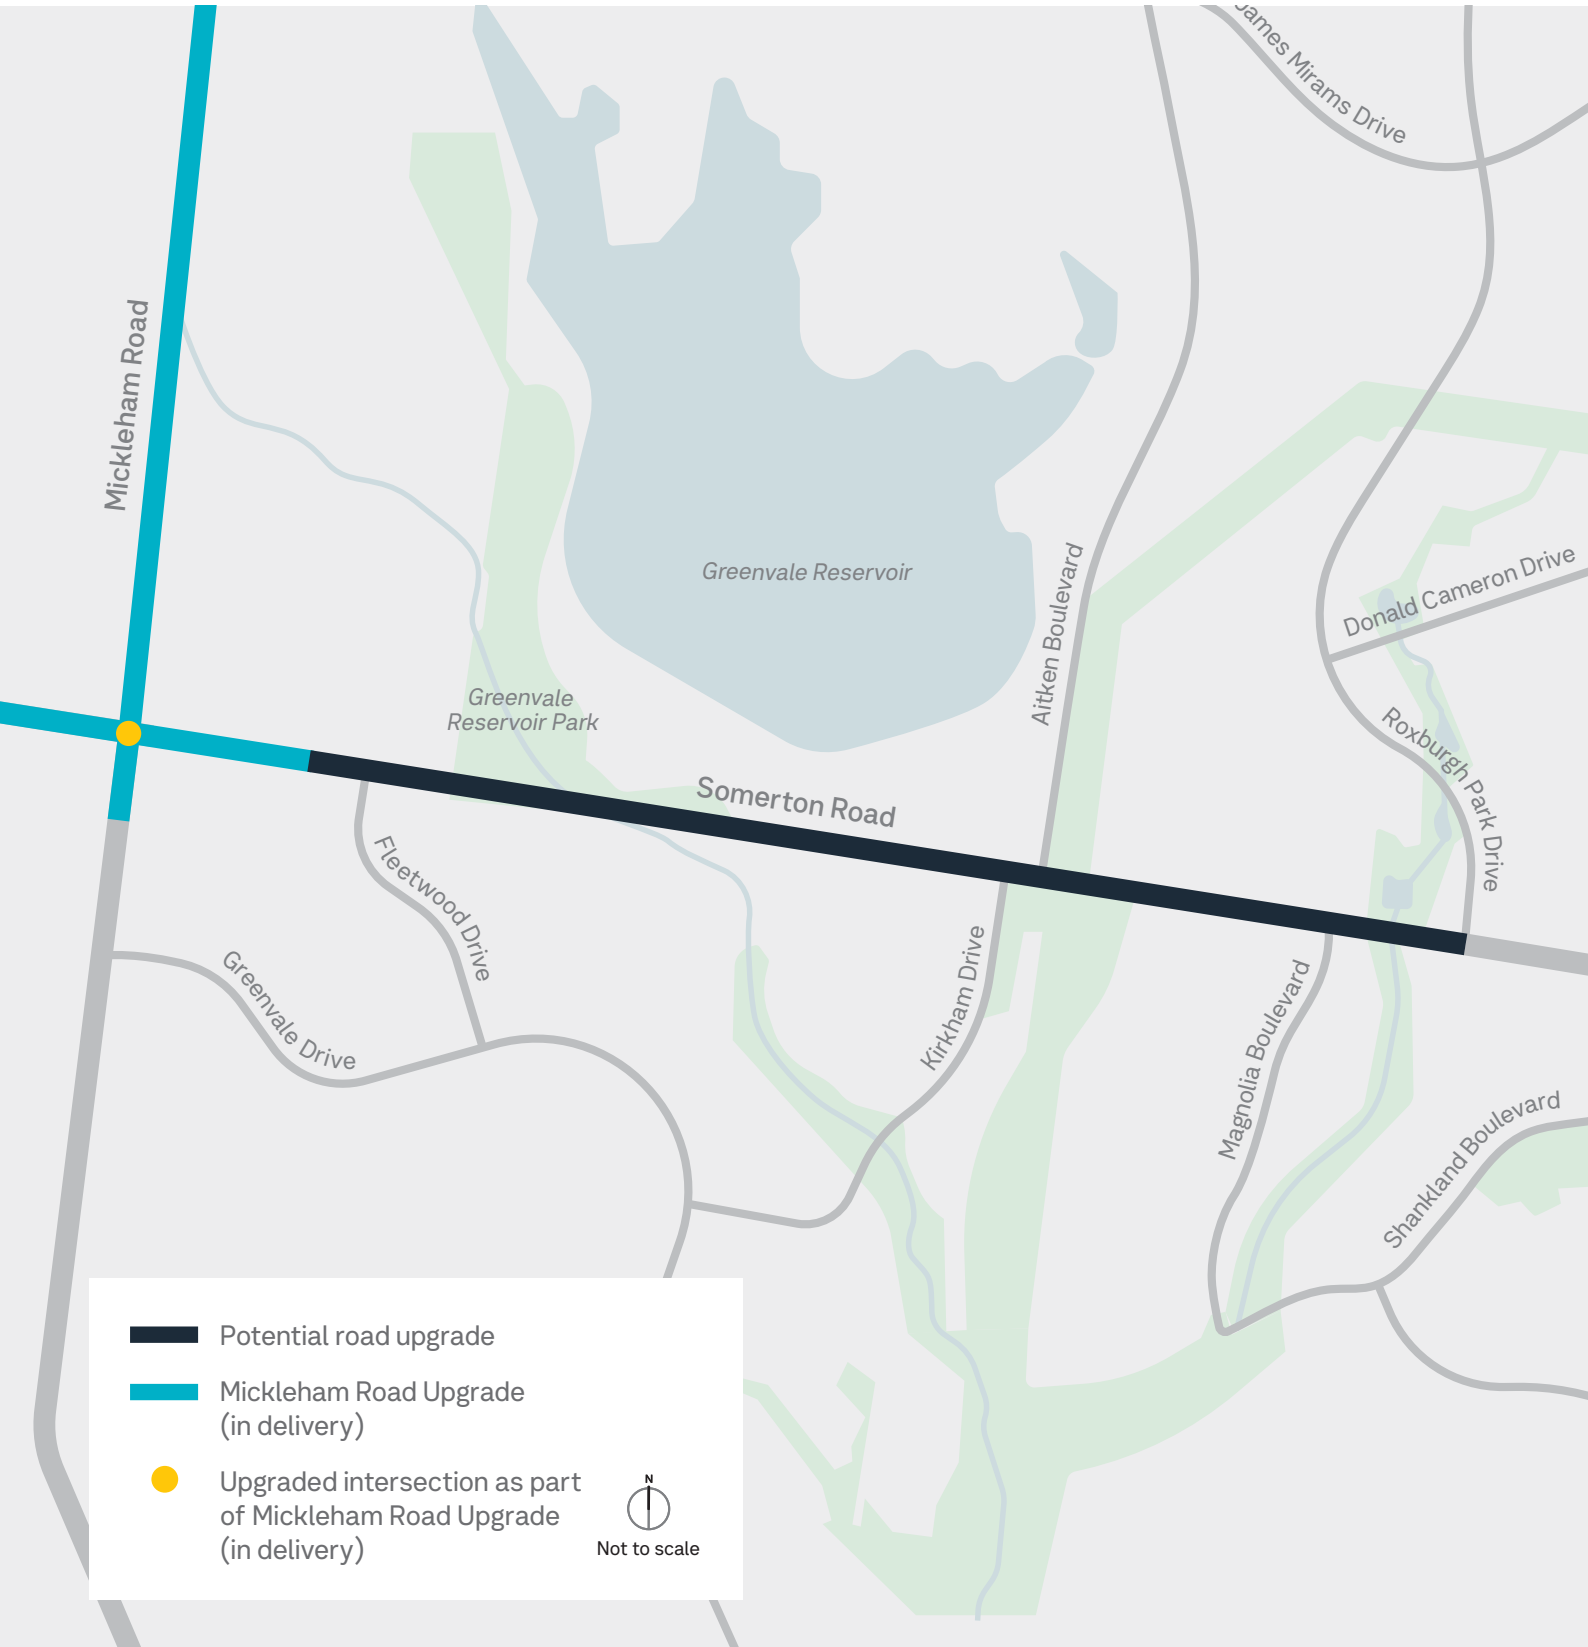 James Mirams Drive
Mickleham Road
Greenvale Reservoir
Aitken Boulevard
Donald Cameron Drive
Greenvale
Reservoir Park
Roxburgh Park Drive
Somerton Road
Fleetwood Drive
Greenvale Drive
Kirkham Drive
Magnolia Boulevard
Shankland Boulevard
Potential road upgrade
Mickleham Road Upgrade
(in delivery)
Upgraded intersection as part
of Mickleham Road Upgrade
(in delivery)
N
Not to scale